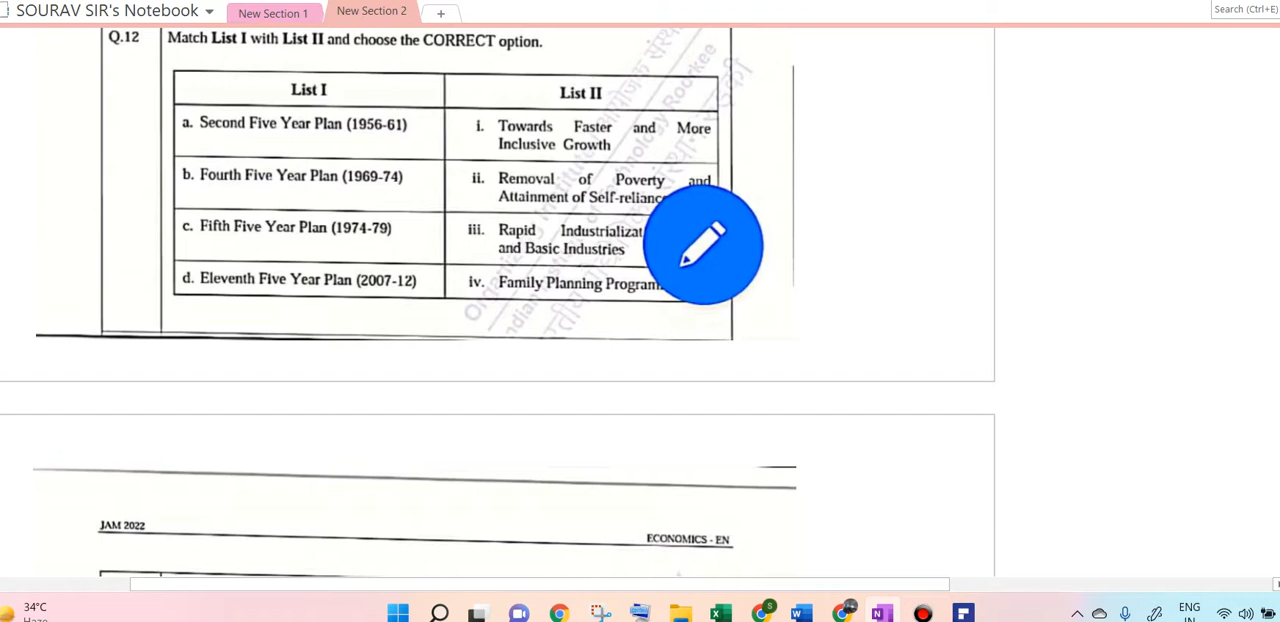 SOURAV SIR's Notebook
New Section 1
New Section 2
+
Search (Ctrl+E)
Q.12
Match List I with List II and choose the CORRECT option.
List I
List II
a. Second Five Year Plan (1956-61)
i. Towards Faster and More
Inclusive Growth
b. Fourth Five Year Plan (1969-74)
ii. Removal of Poverty and
Attainment of Self-relianc
c. Fifth Five Year Plan (1974-79)
iii. Rapid Industrializat
and Basic Industries
d. Eleventh Five Year Plan (2007-12)
iv. Family Planning Program
JAM 2022
ECONOMICS - EN
34°C
Haze
ENG
IN